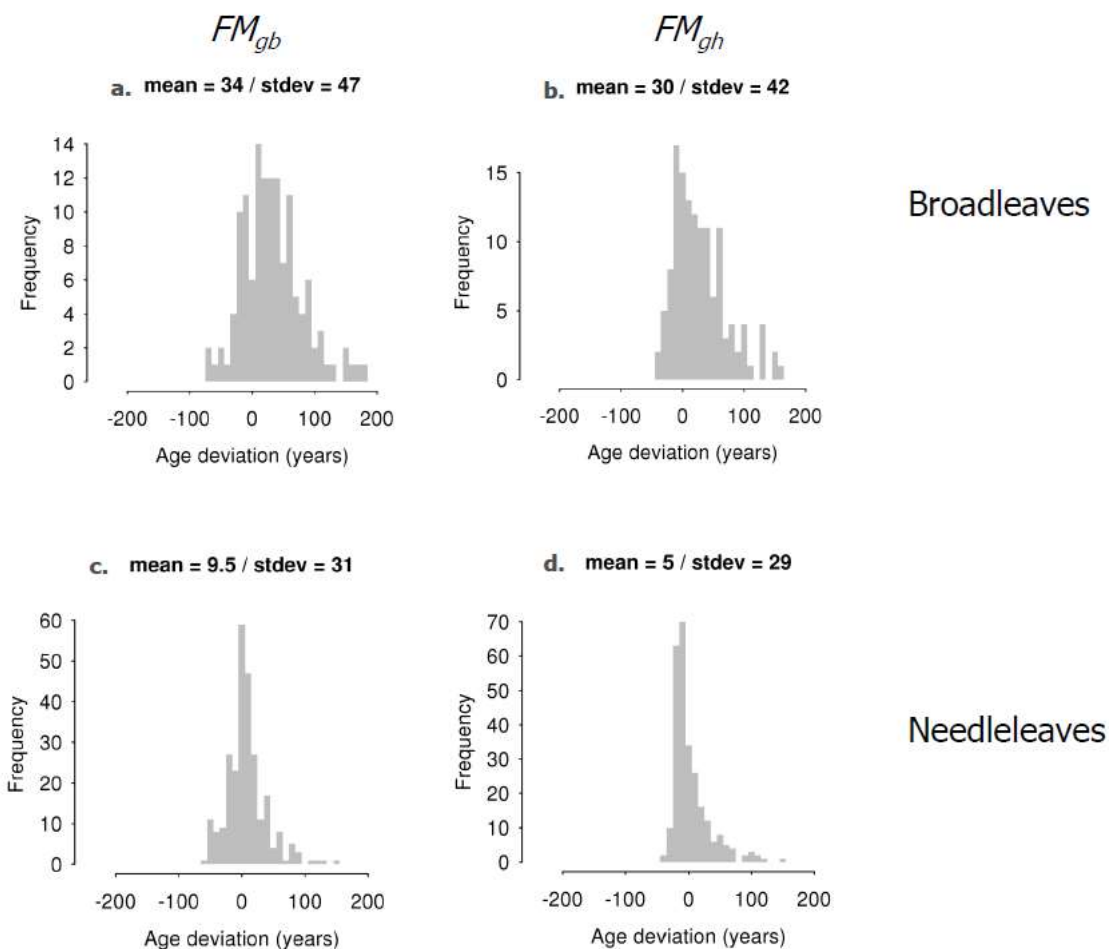 FMgb
FMgh
a. mean = 34 / stdev = 47
b. mean = 30 / stdev = 42
Broadleaves
Frequency
14
12
10
8
6
4
2
0
-200 -100 0 100 200
Age deviation (years)
Frequency
15
10
5
0
-200 -100 0 100 200
Age deviation (years)
c. mean = 9.5 / stdev = 31
d. mean = 5 / stdev = 29
Needleleaves
Frequency
60
50
40
30
20
10
0
-200 -100 0 100 200
Age deviation (years)
Frequency
70
60
50
40
30
20
10
0
-200 -100 0 100 200
Age deviation (years)